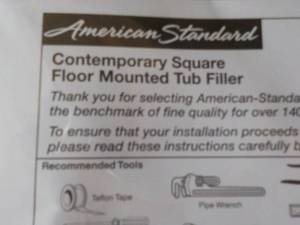 American Standard
Contemporary Square
Floor Mounted Tub Filler
Thank you for selecting American-Standa
the benchmark of fine quality for over 140
To ensure that your installation proceeds
please read these instructions carefully b
Recommended Tools
Teflon Tape
Pipe Wrench